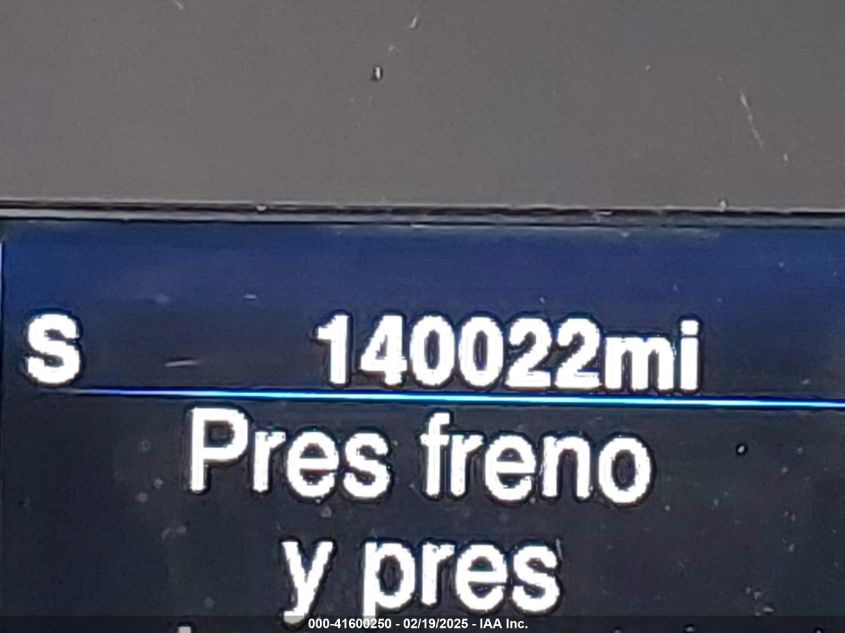 S 140022mi
Pres freno
y pres
000-41600250 - 02/19/2025 - IAA Inc.